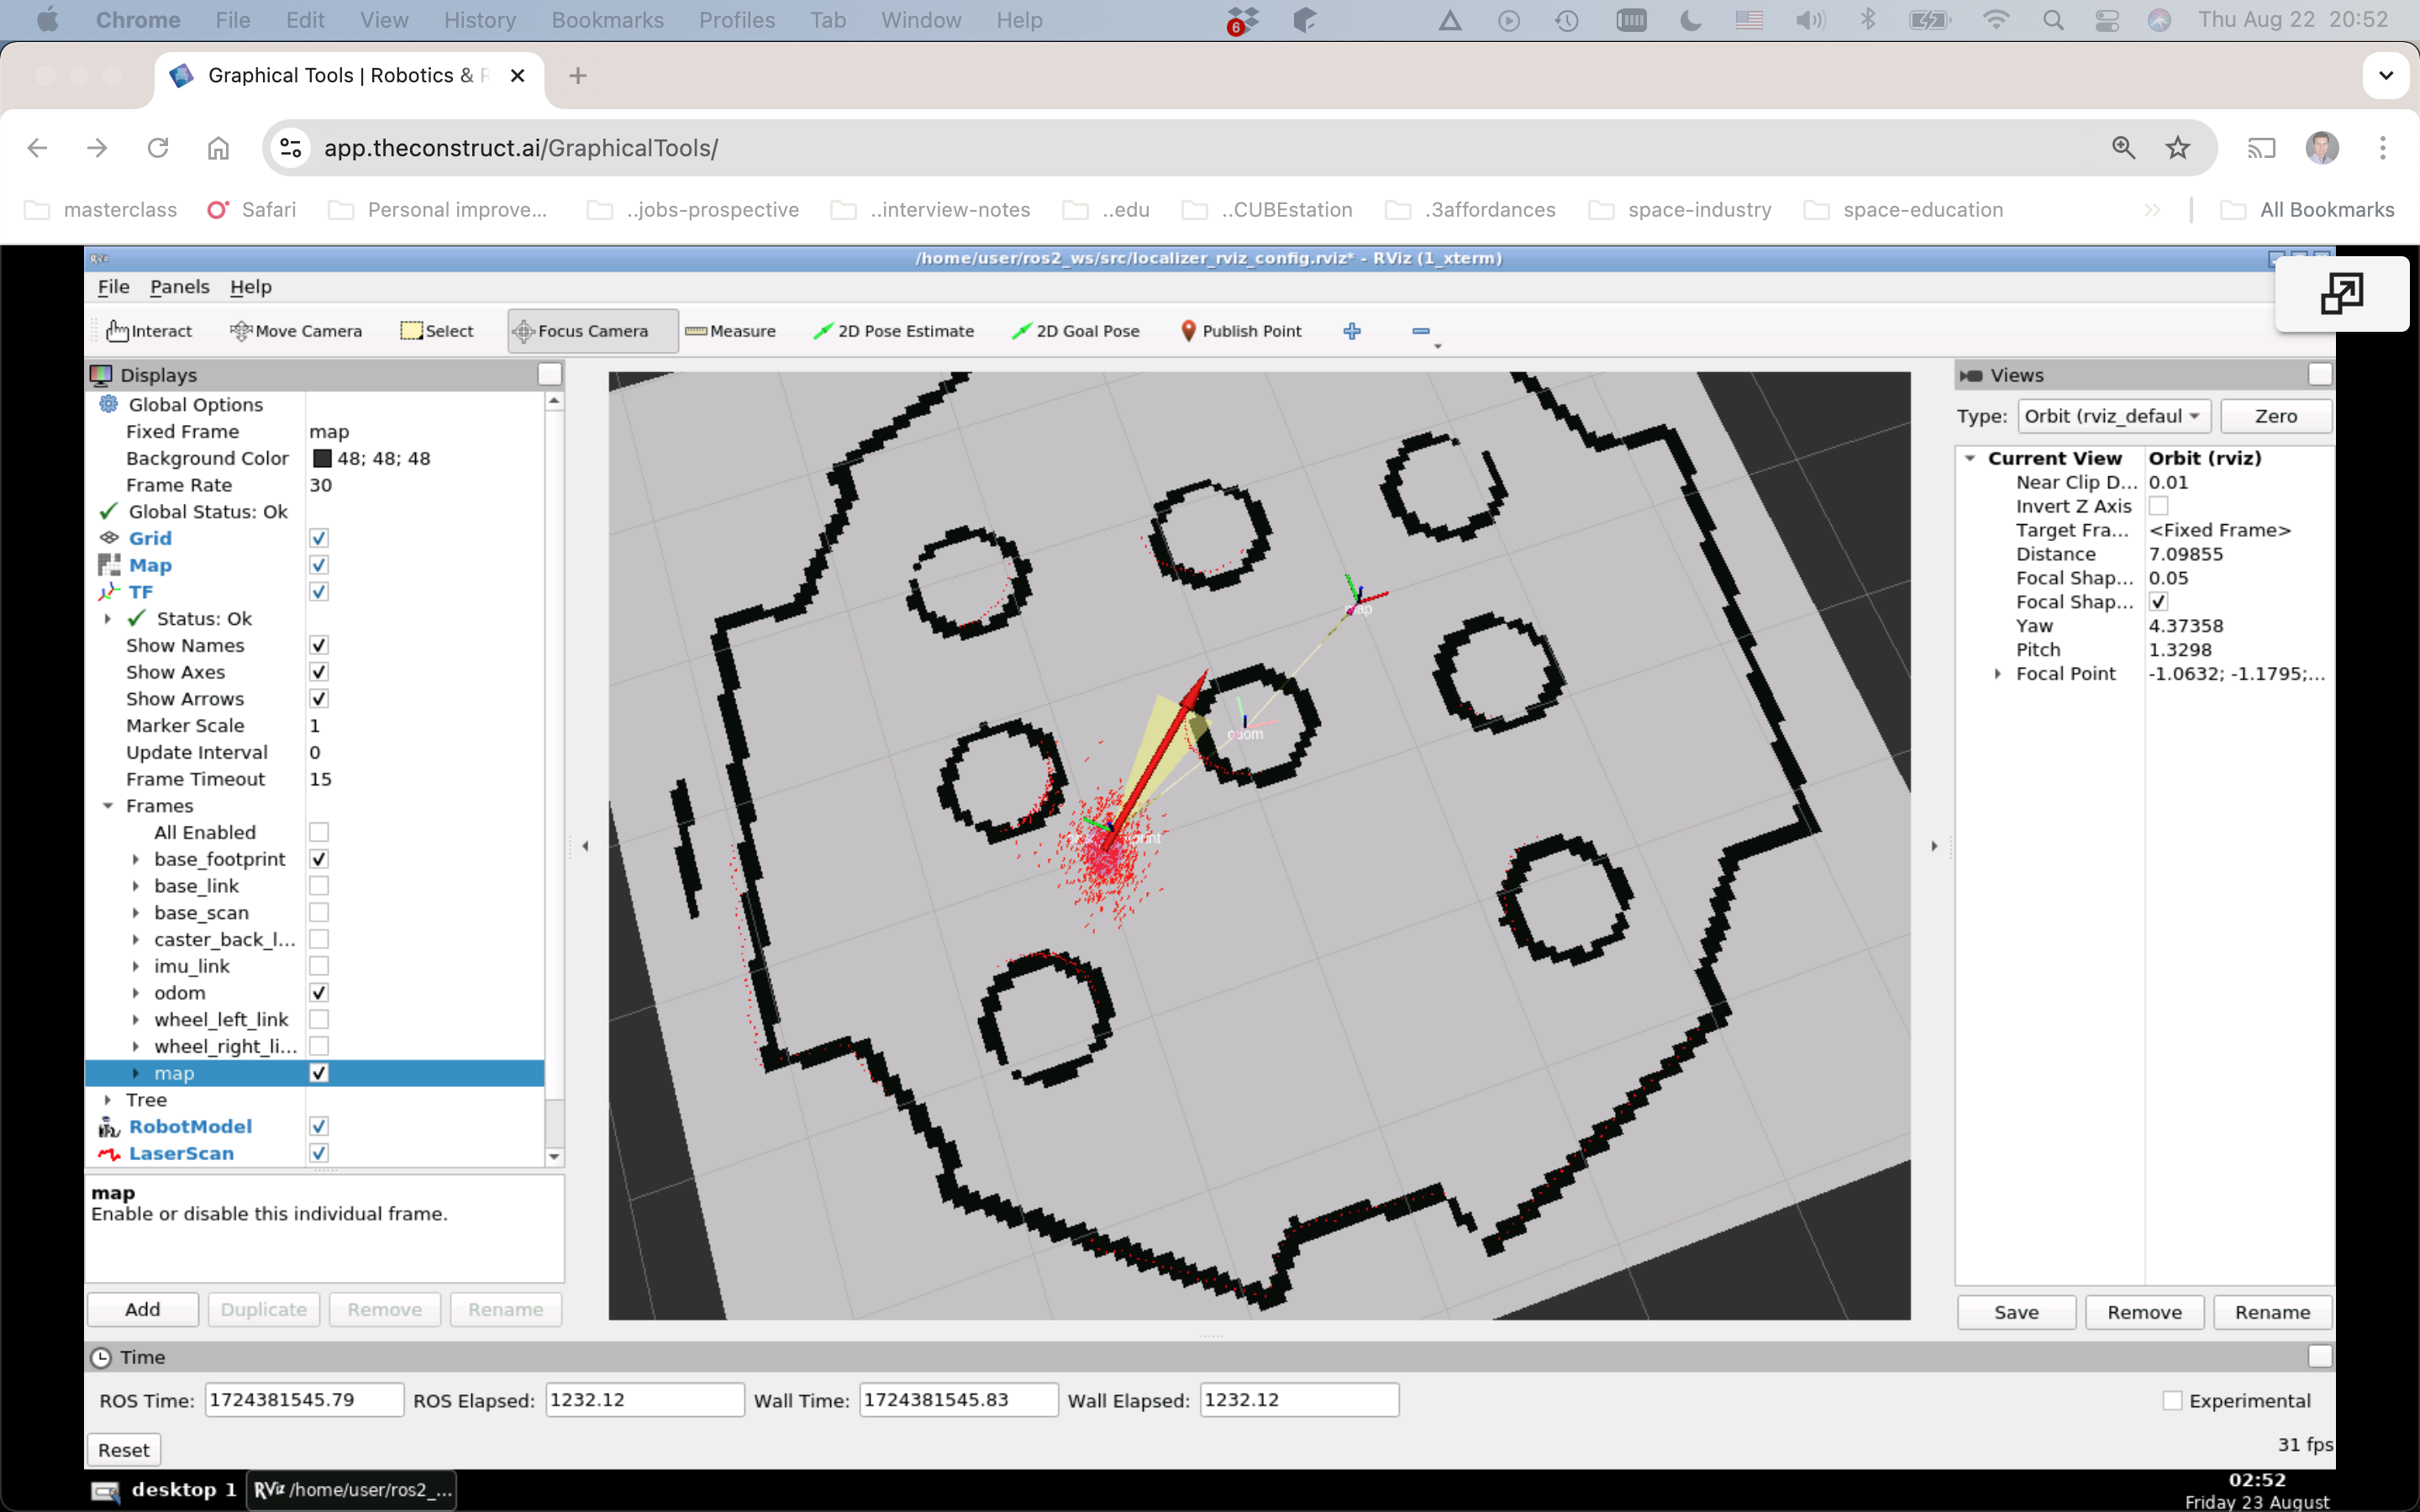 Chrome File Edit View History Bookmarks Profiles Tab Window Help 6 Thu Aug 22 20:52
Graphical Tools | Robotics &
app.theconstruct.ai/GraphicalTools/
masterclass Safari Personal improve... ..jobs-prospective ..interview-notes ..edu ..CUBEstation .3affordances space-industry space-education All Bookmarks
/home/user/ros2_ws/src/localizer_rviz_config.rviz* - RViz (1_xterm)
File Panels Help
Interact Move Camera Select Focus Camera Measure 2D Pose Estimate 2D Goal Pose Publish Point
Displays
Global Options
Fixed Frame map
Background Color 48; 48; 48
Frame Rate 30
Global Status: Ok
Grid
Map
TF
Status: Ok
Show Names
Show Axes
Show Arrows
Marker Scale 1
Update Interval 0
Frame Timeout 15
Frames
All Enabled
base_footprint
base_link
base_scan
caster_back_l...
imu_link
odom
wheel_left_link
wheel_right_li...
map
Tree
RobotModel
LaserScan
map
Enable or disable this individual frame.
Add Duplicate Remove Rename
map
odom
Views
Type: Orbit (rviz_defaul Zero
Current View Orbit (rviz)
Near Clip D... 0.01
Invert Z Axis
Target Fra... <Fixed Frame>
Distance 7.09855
Focal Shap... 0.05
Focal Shap...
Yaw 4.37358
Pitch 1.3298
Focal Point -1.0632; -1.1795;...
Save Remove Rename
Time
ROS Time: 1724381545.79 ROS Elapsed: 1232.12 Wall Time: 1724381545.83 Wall Elapsed: 1232.12 Experimental
Reset 31 fps
desktop 1 RViz /home/user/ros2_... 02:52
Friday 23 August